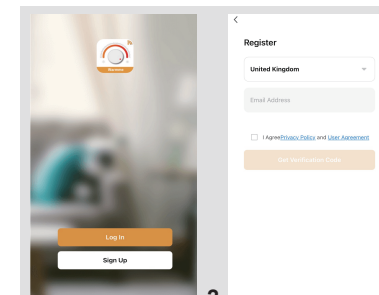 Log In
Sign Up
Register
United Kingdom
Email Address
I Agree Privacy Policy and User Agreement
Get Verification Code